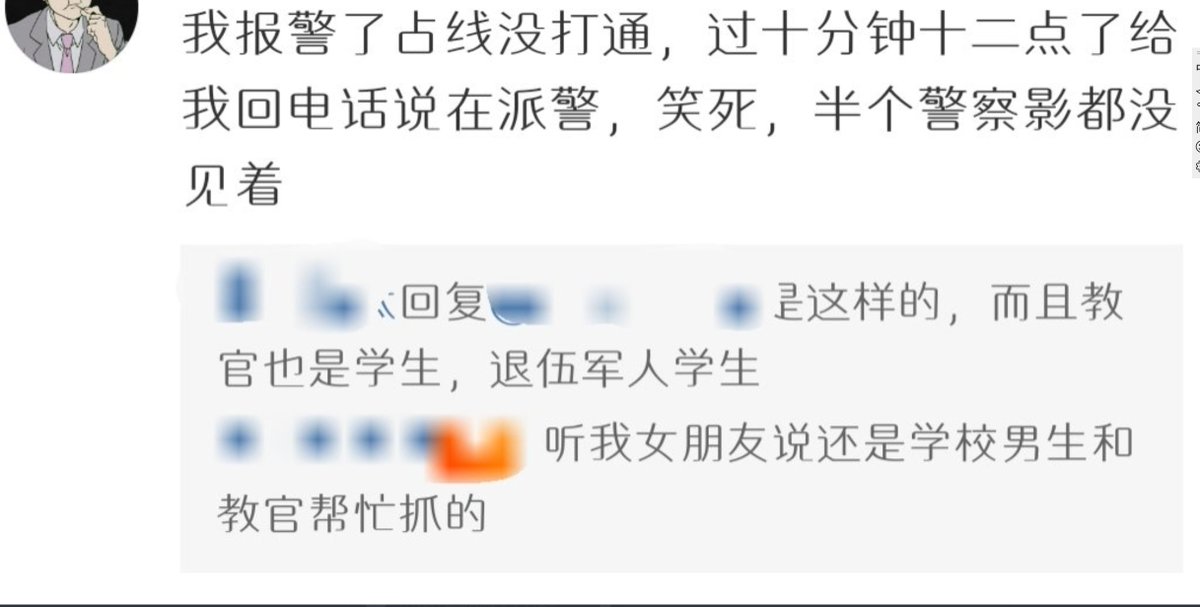 我报警了占线没打通，过十分钟十二点了给
我回电话说在派警，笑死，半个警察影都没
见着
回复 是这样的，而且教
官也是学生，退伍军人学生
听我女朋友说还是学校男生和
教官帮忙抓的